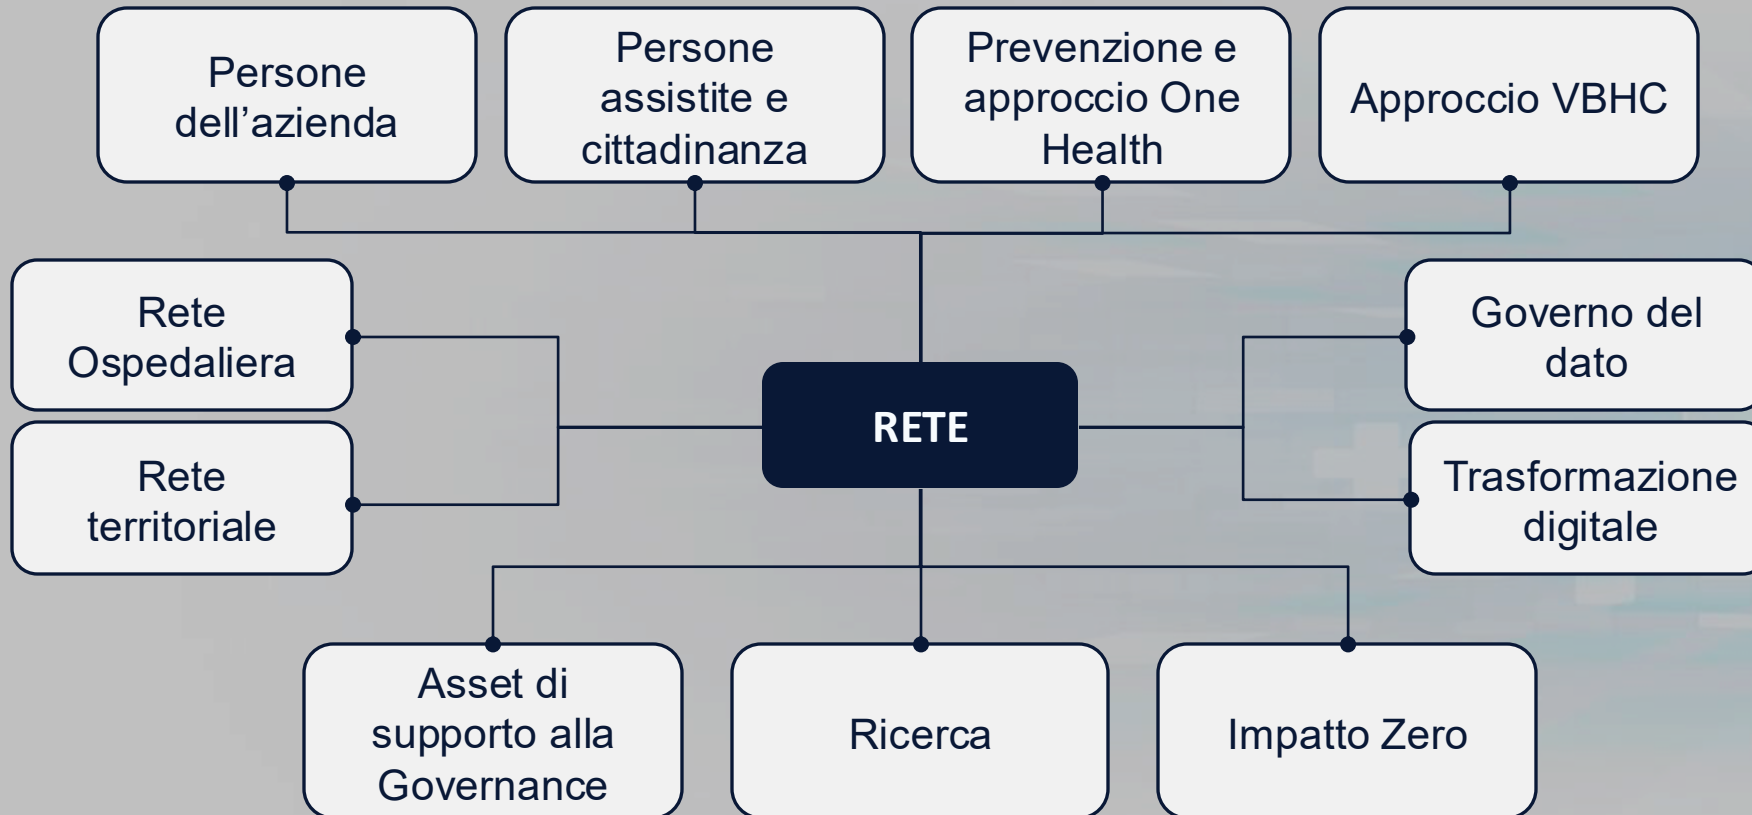 Persone
dell’azienda
Persone
assistite e
cittadinanza
Prevenzione e
approccio One
Health
Approccio VBHC
Rete
Ospedaliera
Governo del
dato
RETE
Rete
territoriale
Trasformazione
digitale
Asset di
supporto alla
Governance
Ricerca
Impatto Zero